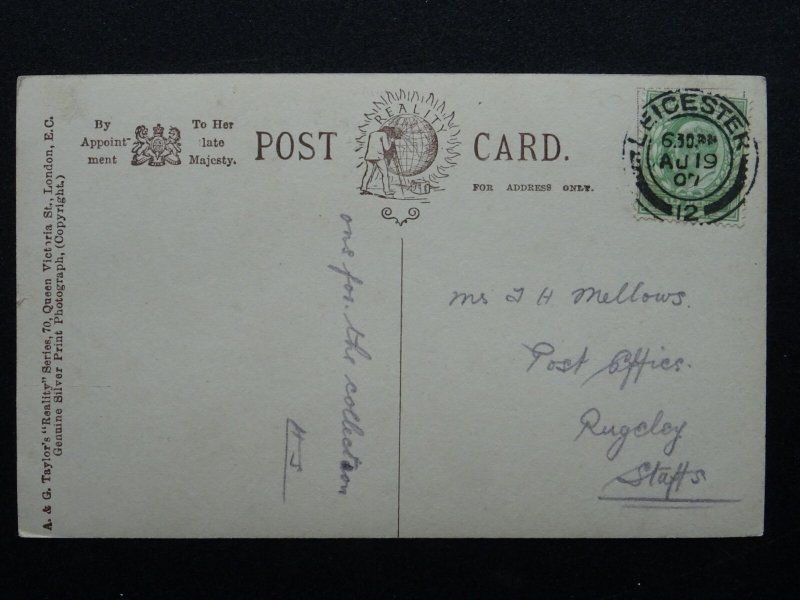 A. & G. Taylor's "Reality" Series, 70, Queen Victoria St., London, E.C.
Genuine Silver Print Photograph, (Copyright.)
By
Appoint-
ment
To Her
late
Majesty.
POST
REALITY
CARD.
FOR ADDRESS ONLY.
LEICESTER
6.30 PM
AU 19
07
12
one for the collection
H J
Mr J H Mellows.
Post Office.
Rugeley
Staffs